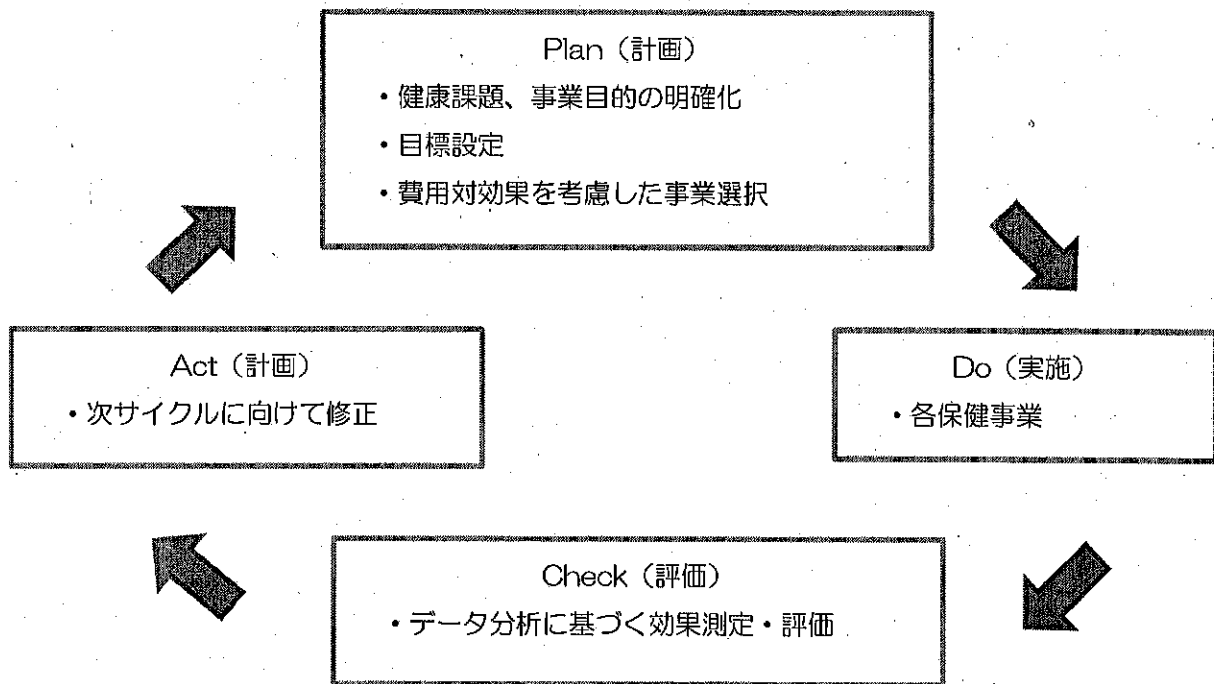 Plan（計画）
・健康課題、事業目的の明確化
・目標設定
・費用対効果を考慮した事業選択
Act（計画）
・次サイクルに向けて修正
Do（実施）
・各保健事業
Check（評価）
・データ分析に基づく効果測定・評価